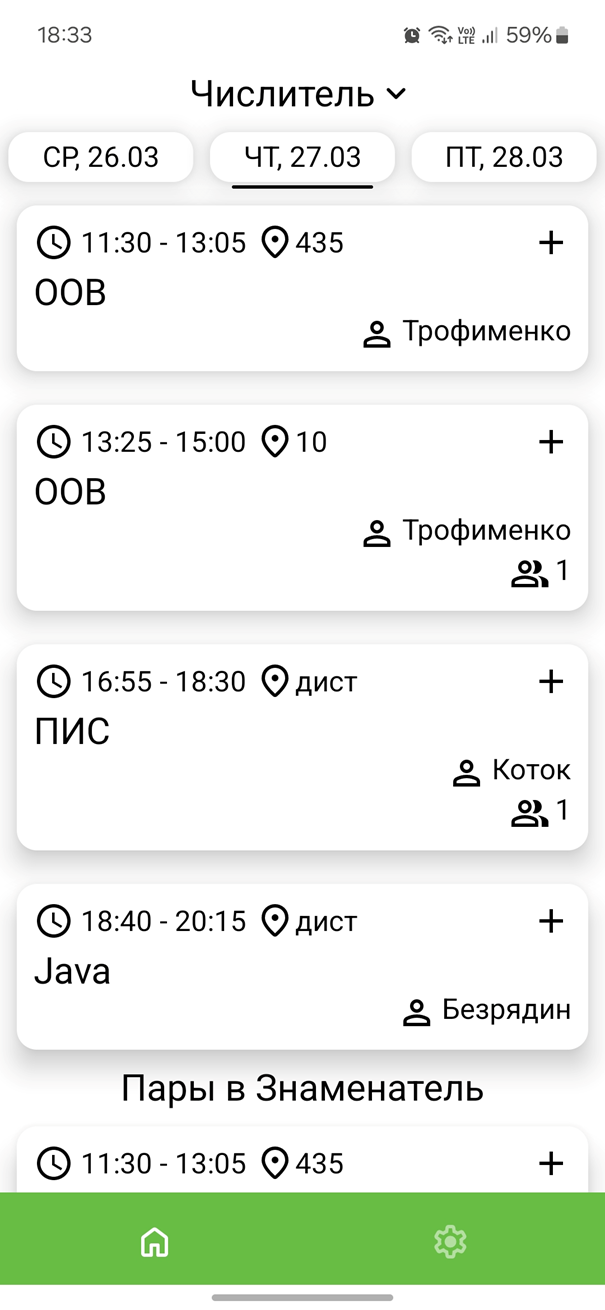 18:33 Vo)) LTE 59%
Числитель
СР, 26.03 ЧТ, 27.03 ПТ, 28.03
11:30 - 13:05 435 +
ООВ
Трофименко
13:25 - 15:00 10 +
ООВ
Трофименко
1
16:55 - 18:30 дист +
ПИС
Коток
1
18:40 - 20:15 дист +
Java
Безрядин
Пары в Знаменатель
11:30 - 13:05 435 +